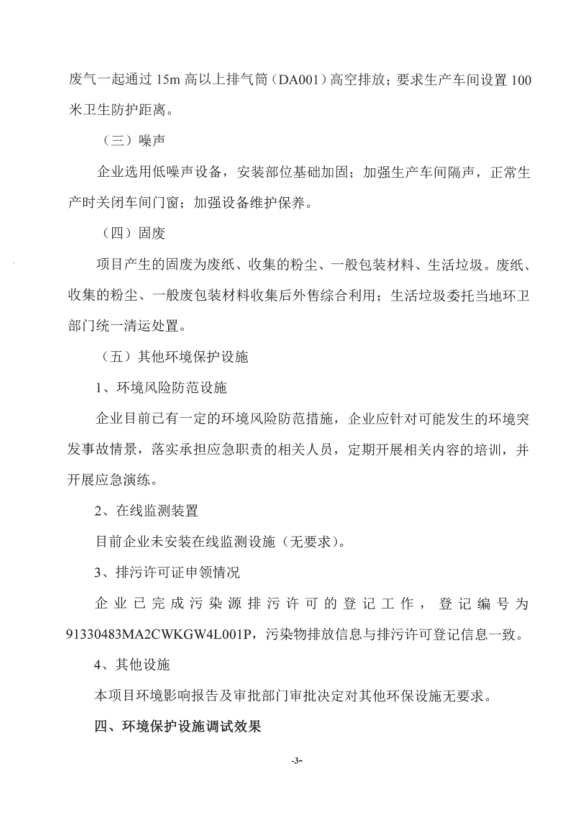 废气一起通过 15m 高以上排气筒（DA001）高空排放；要求生产车间设置 100
米卫生防护距离。
（三）噪声
企业选用低噪声设备，安装部位基础加固；加强生产车间隔声，正常生
产时关闭车间门窗；加强设备维护保养。
（四）固废
项目产生的固废为废纸、收集的粉尘、一般包装材料、生活垃圾。废纸、
收集的粉尘、一般废包装材料收集后外售综合利用；生活垃圾委托当地环卫
部门统一清运处置。
（五）其他环境保护设施
1、环境风险防范设施
企业目前已有一定的环境风险防范措施，企业应针对可能发生的环境突
发事故情景，落实承担应急职责的相关人员，定期开展相关内容的培训，并
开展应急演练。
2、在线监测装置
目前企业未安装在线监测设施（无要求）。
3、排污许可证申领情况
企业已完成污染源排污许可的登记工作，登记编号为
91330483MA2CWKGW4L001P，污染物排放信息与排污许可登记信息一致。
4、其他设施
本项目环境影响报告及审批部门审批决定对其他环保设施无要求。
四、环境保护设施调试效果
-3-